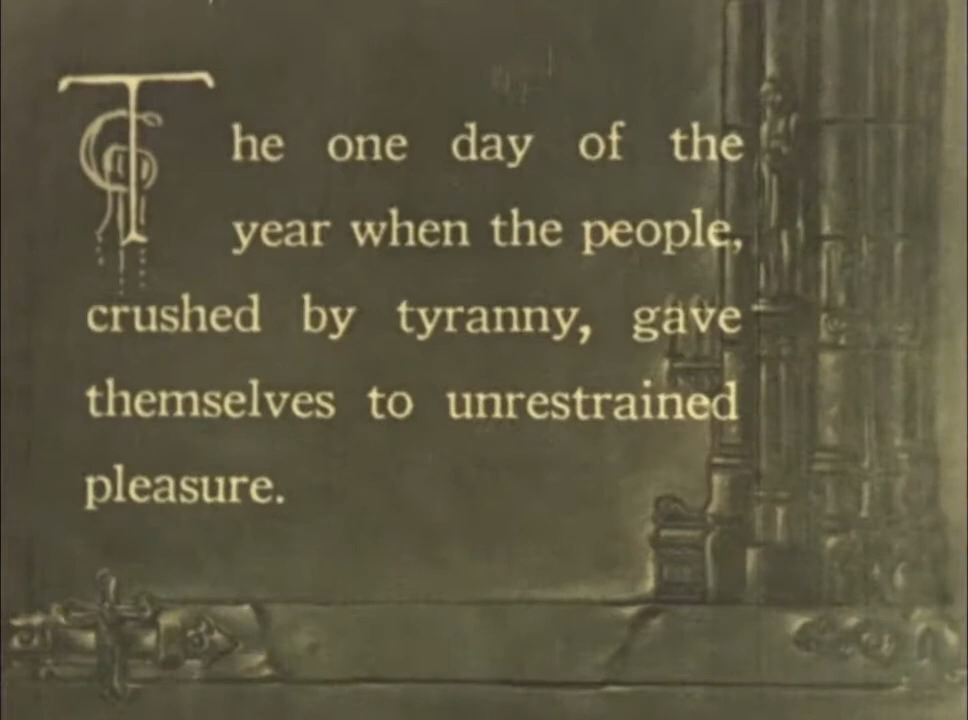 The one day of the
year when the people,
crushed by tyranny, gave
themselves to unrestrained
pleasure.